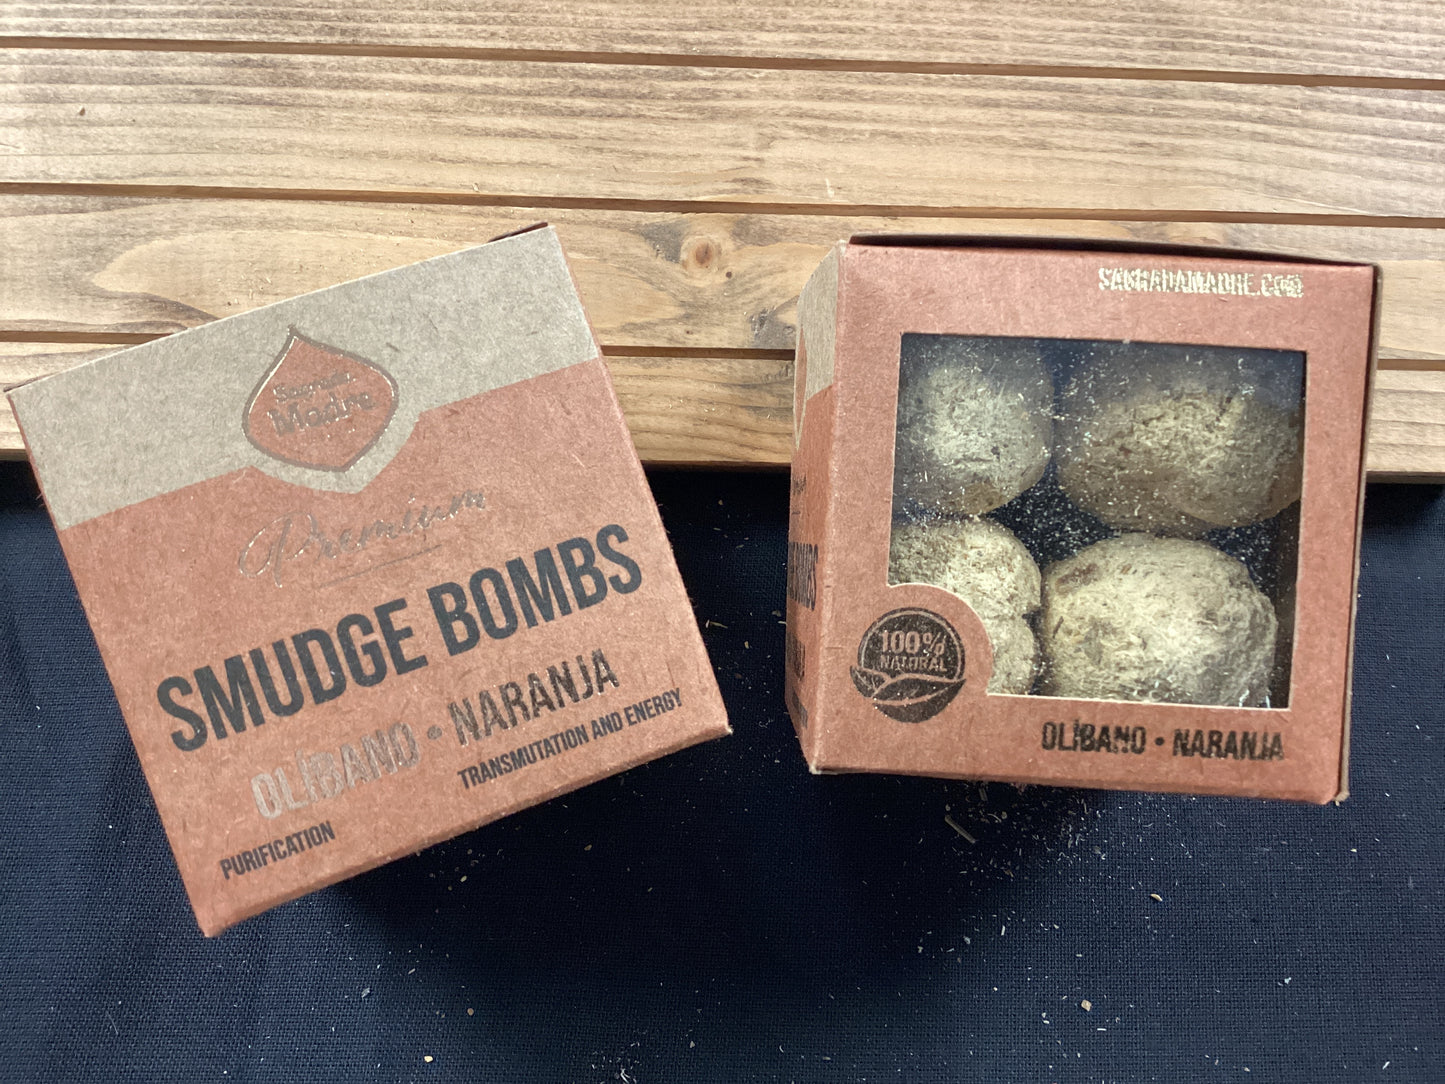 Sagrada
Madre
Premium
SMUDGE BOMBS
OLÍBANO • NARANJA
PURIFICATION
TRANSMUTATION AND ENERGY
SAGRADAMADRE.COM
100%
NATURAL
OLÍBANO • NARANJA